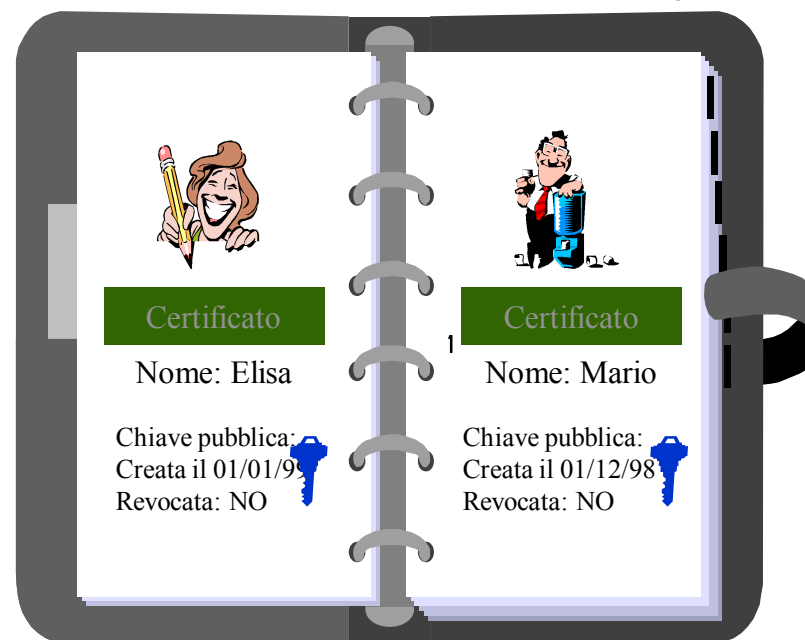 Certificato
Nome: Elisa
Chiave pubblica:
Creata il 01/01/99
Revocata: NO
1
Certificato
Nome: Mario
Chiave pubblica:
Creata il 01/12/98
Revocata: NO